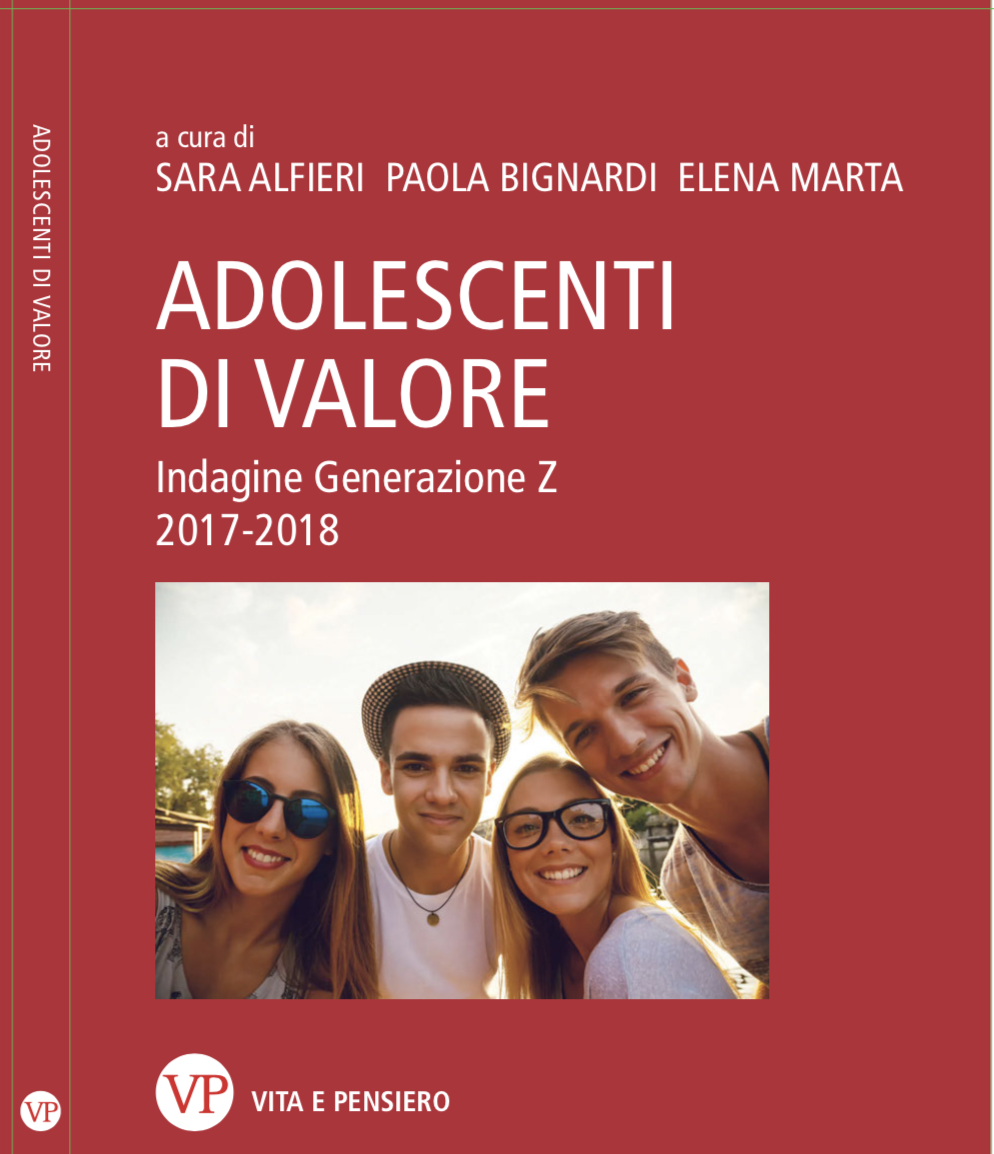 ADOLESCENTI DI VALORE
VP
a cura di
SARA ALFIERI PAOLA BIGNARDI ELENA MARTA
ADOLESCENTI
DI VALORE
Indagine Generazione Z
2017-2018
VP VITA E PENSIERO